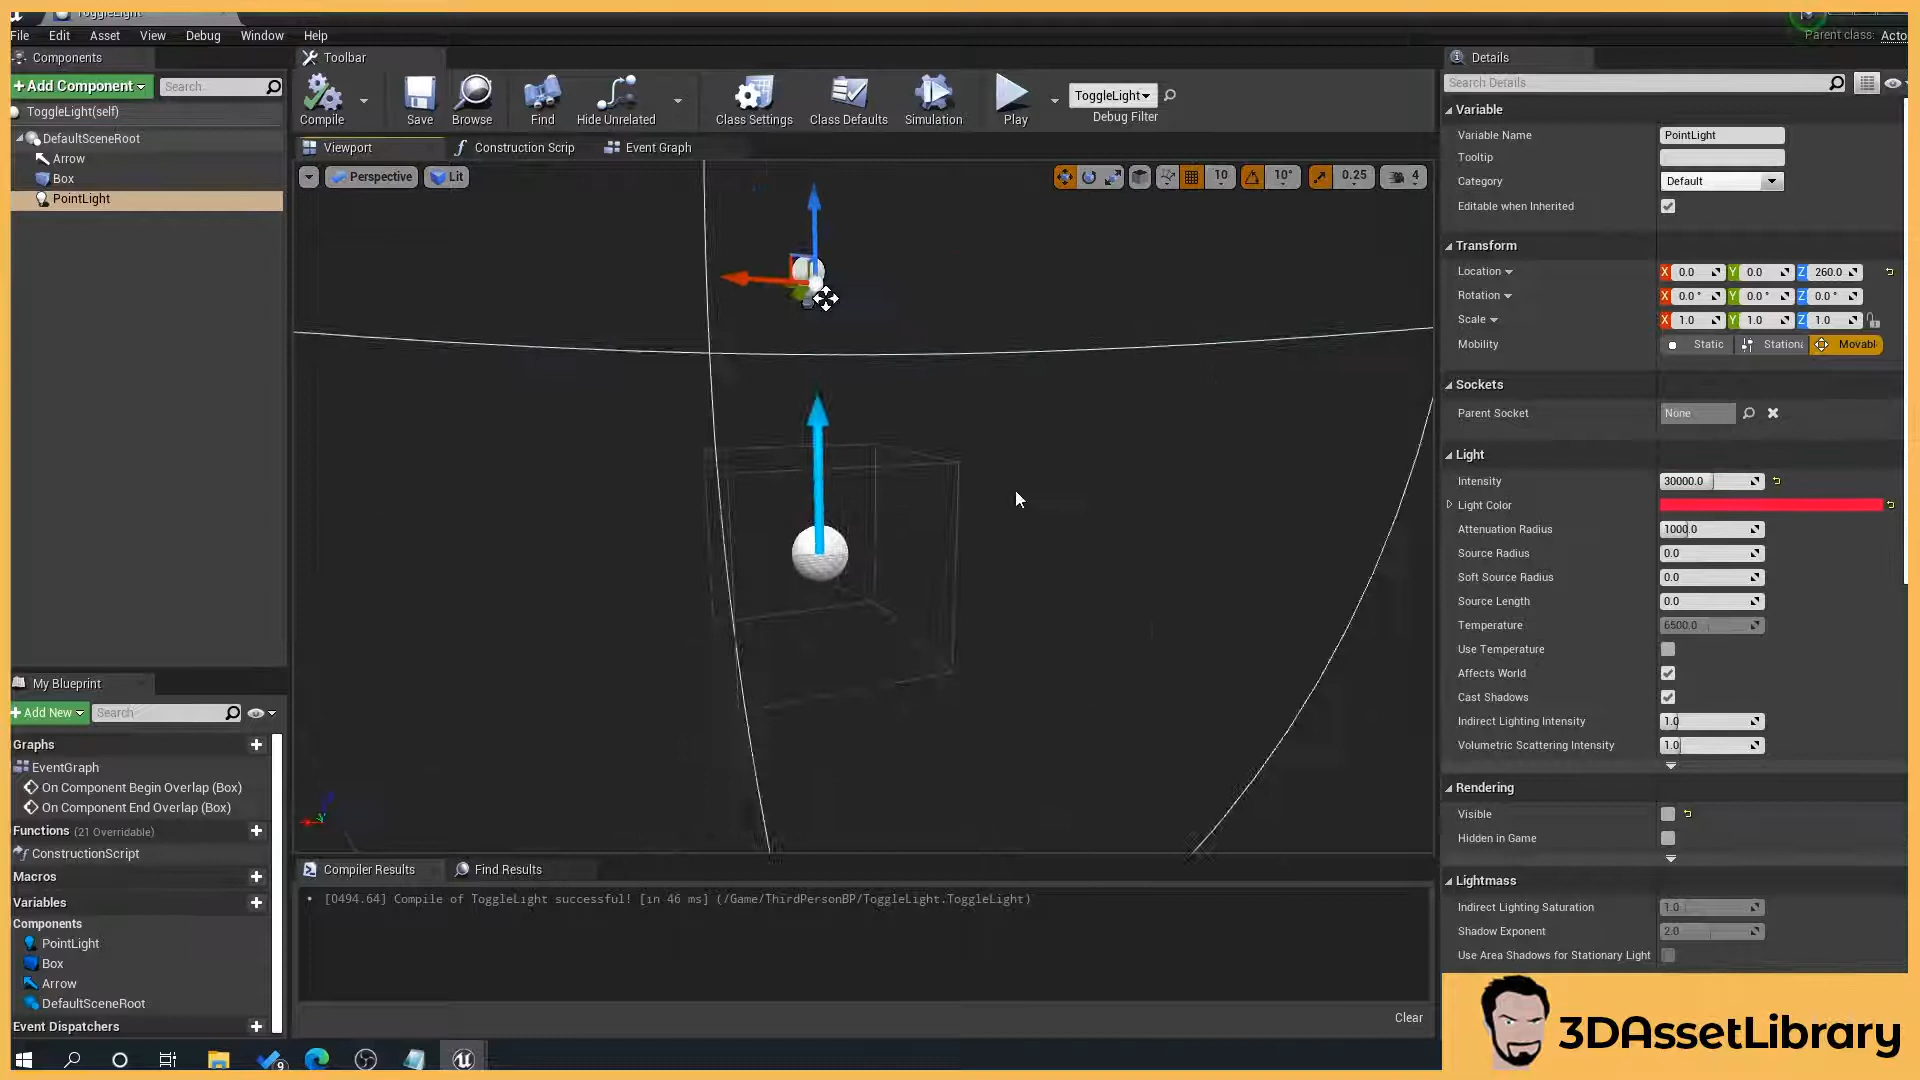 ToggleLight
File Edit Asset View Debug Window Help
Parent class: Acto
Components
Toolbar
Details
+Add Component
Search
Compile
Save
Browse
Find
Hide Unrelated
Class Settings
Class Defaults
Simulation
Play
ToggleLight
Debug Filter
Search Details
ToggleLight(self)
DefaultSceneRoot
Arrow
Box
PointLight
Viewport
Construction Scrip
Event Graph
Perspective
Lit
10
10°
0.25
4
Variable
Variable Name PointLight
Tooltip
Category Default
Editable when Inherited
Transform
Location X 0.0 Y 0.0 Z 260.0
Rotation X 0.0 ° Y 0.0 ° Z 0.0 °
Scale X 1.0 Y 1.0 Z 1.0
Mobility Static Stationa Movabl
Sockets
Parent Socket None
Light
Intensity 30000.0
Light Color
Attenuation Radius 1000.0
Source Radius 0.0
Soft Source Radius 0.0
Source Length 0.0
Temperature 6500.0
Use Temperature
Affects World
Cast Shadows
Indirect Lighting Intensity 1.0
Volumetric Scattering Intensity 1.0
Rendering
Visible
Hidden in Game
Lightmass
Indirect Lighting Saturation 1.0
Shadow Exponent 2.0
Use Area Shadows for Stationary Light
My Blueprint
+Add New
Search
Graphs
EventGraph
On Component Begin Overlap (Box)
On Component End Overlap (Box)
Functions (21 Overridable)
ConstructionScript
Macros
Variables
Components
PointLight
Box
Arrow
DefaultSceneRoot
Event Dispatchers
Compiler Results
Find Results
• [0494.64] Compile of ToggleLight successful! [in 46 ms] (/Game/ThirdPersonBP/ToggleLight.ToggleLight)
Clear
9
3DAssetLibrary